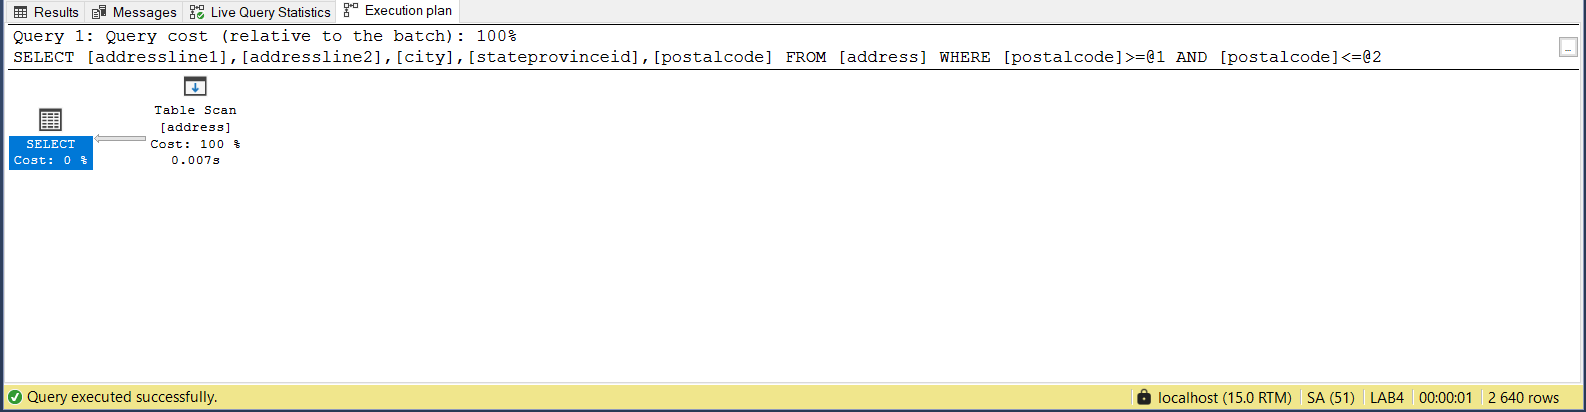 Results Messages Live Query Statistics Execution plan
Query 1: Query cost (relative to the batch): 100%
SELECT [addressline1],[addressline2],[city],[stateprovinceid],[postalcode] FROM [address] WHERE [postalcode]>=@1 AND [postalcode]<=@2
SELECT
Cost: 0 %
Table Scan
[address]
Cost: 100 %
0.007s
Query executed successfully. localhost (15.0 RTM) SA (51) LAB4 00:00:01 2 640 rows